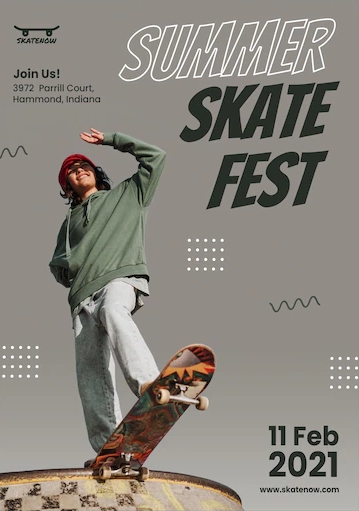 SKATENOW
Join Us!
3972 Parrill Court,
Hammond, Indiana
SUMMER
SKATE
FEST
11 Feb
2021
www.skatenow.com